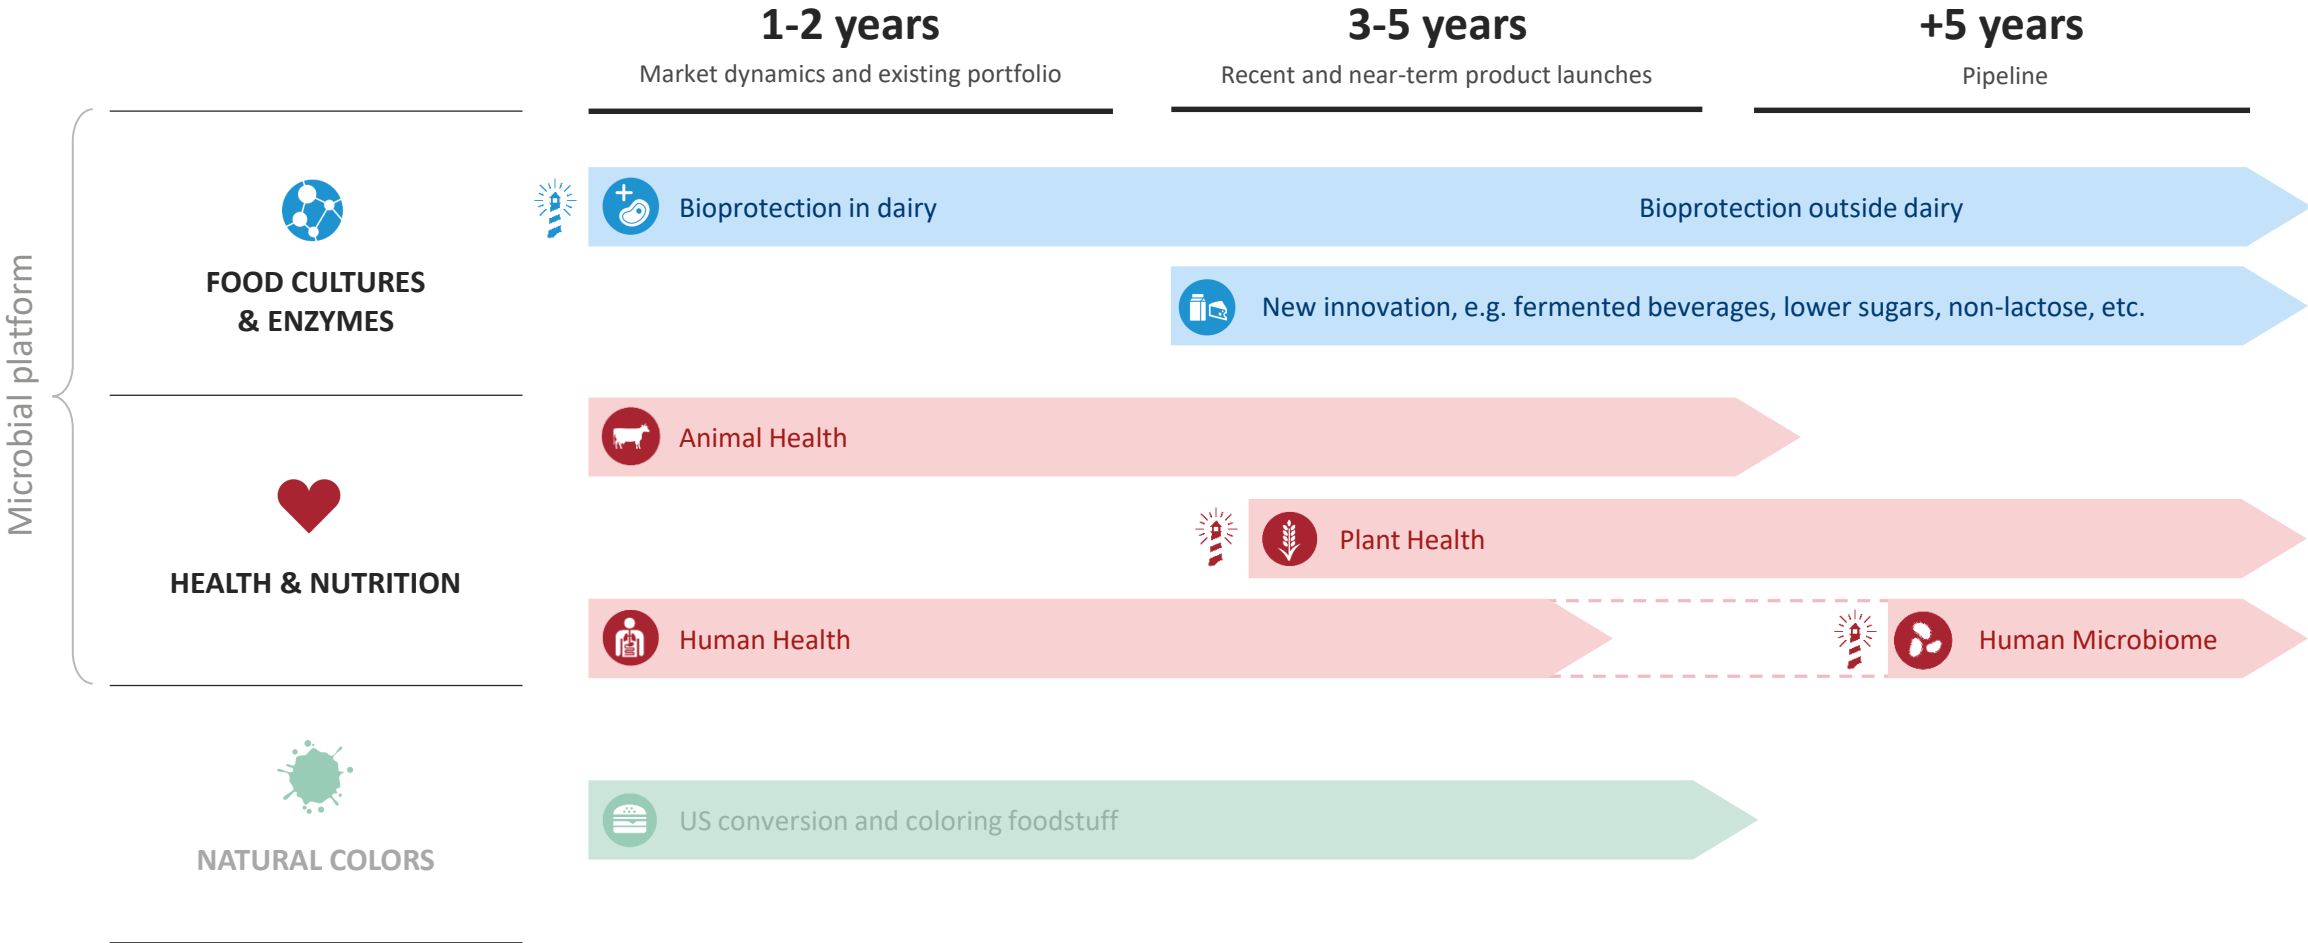 1-2 years
Market dynamics and existing portfolio
3-5 years
Recent and near-term product launches
+5 years
Pipeline
Microbial platform
FOOD CULTURES
& ENZYMES
Bioprotection in dairy
Bioprotection outside dairy
New innovation, e.g. fermented beverages, lower sugars, non-lactose, etc.
HEALTH & NUTRITION
Animal Health
Plant Health
Human Health
Human Microbiome
NATURAL COLORS
US conversion and coloring foodstuff